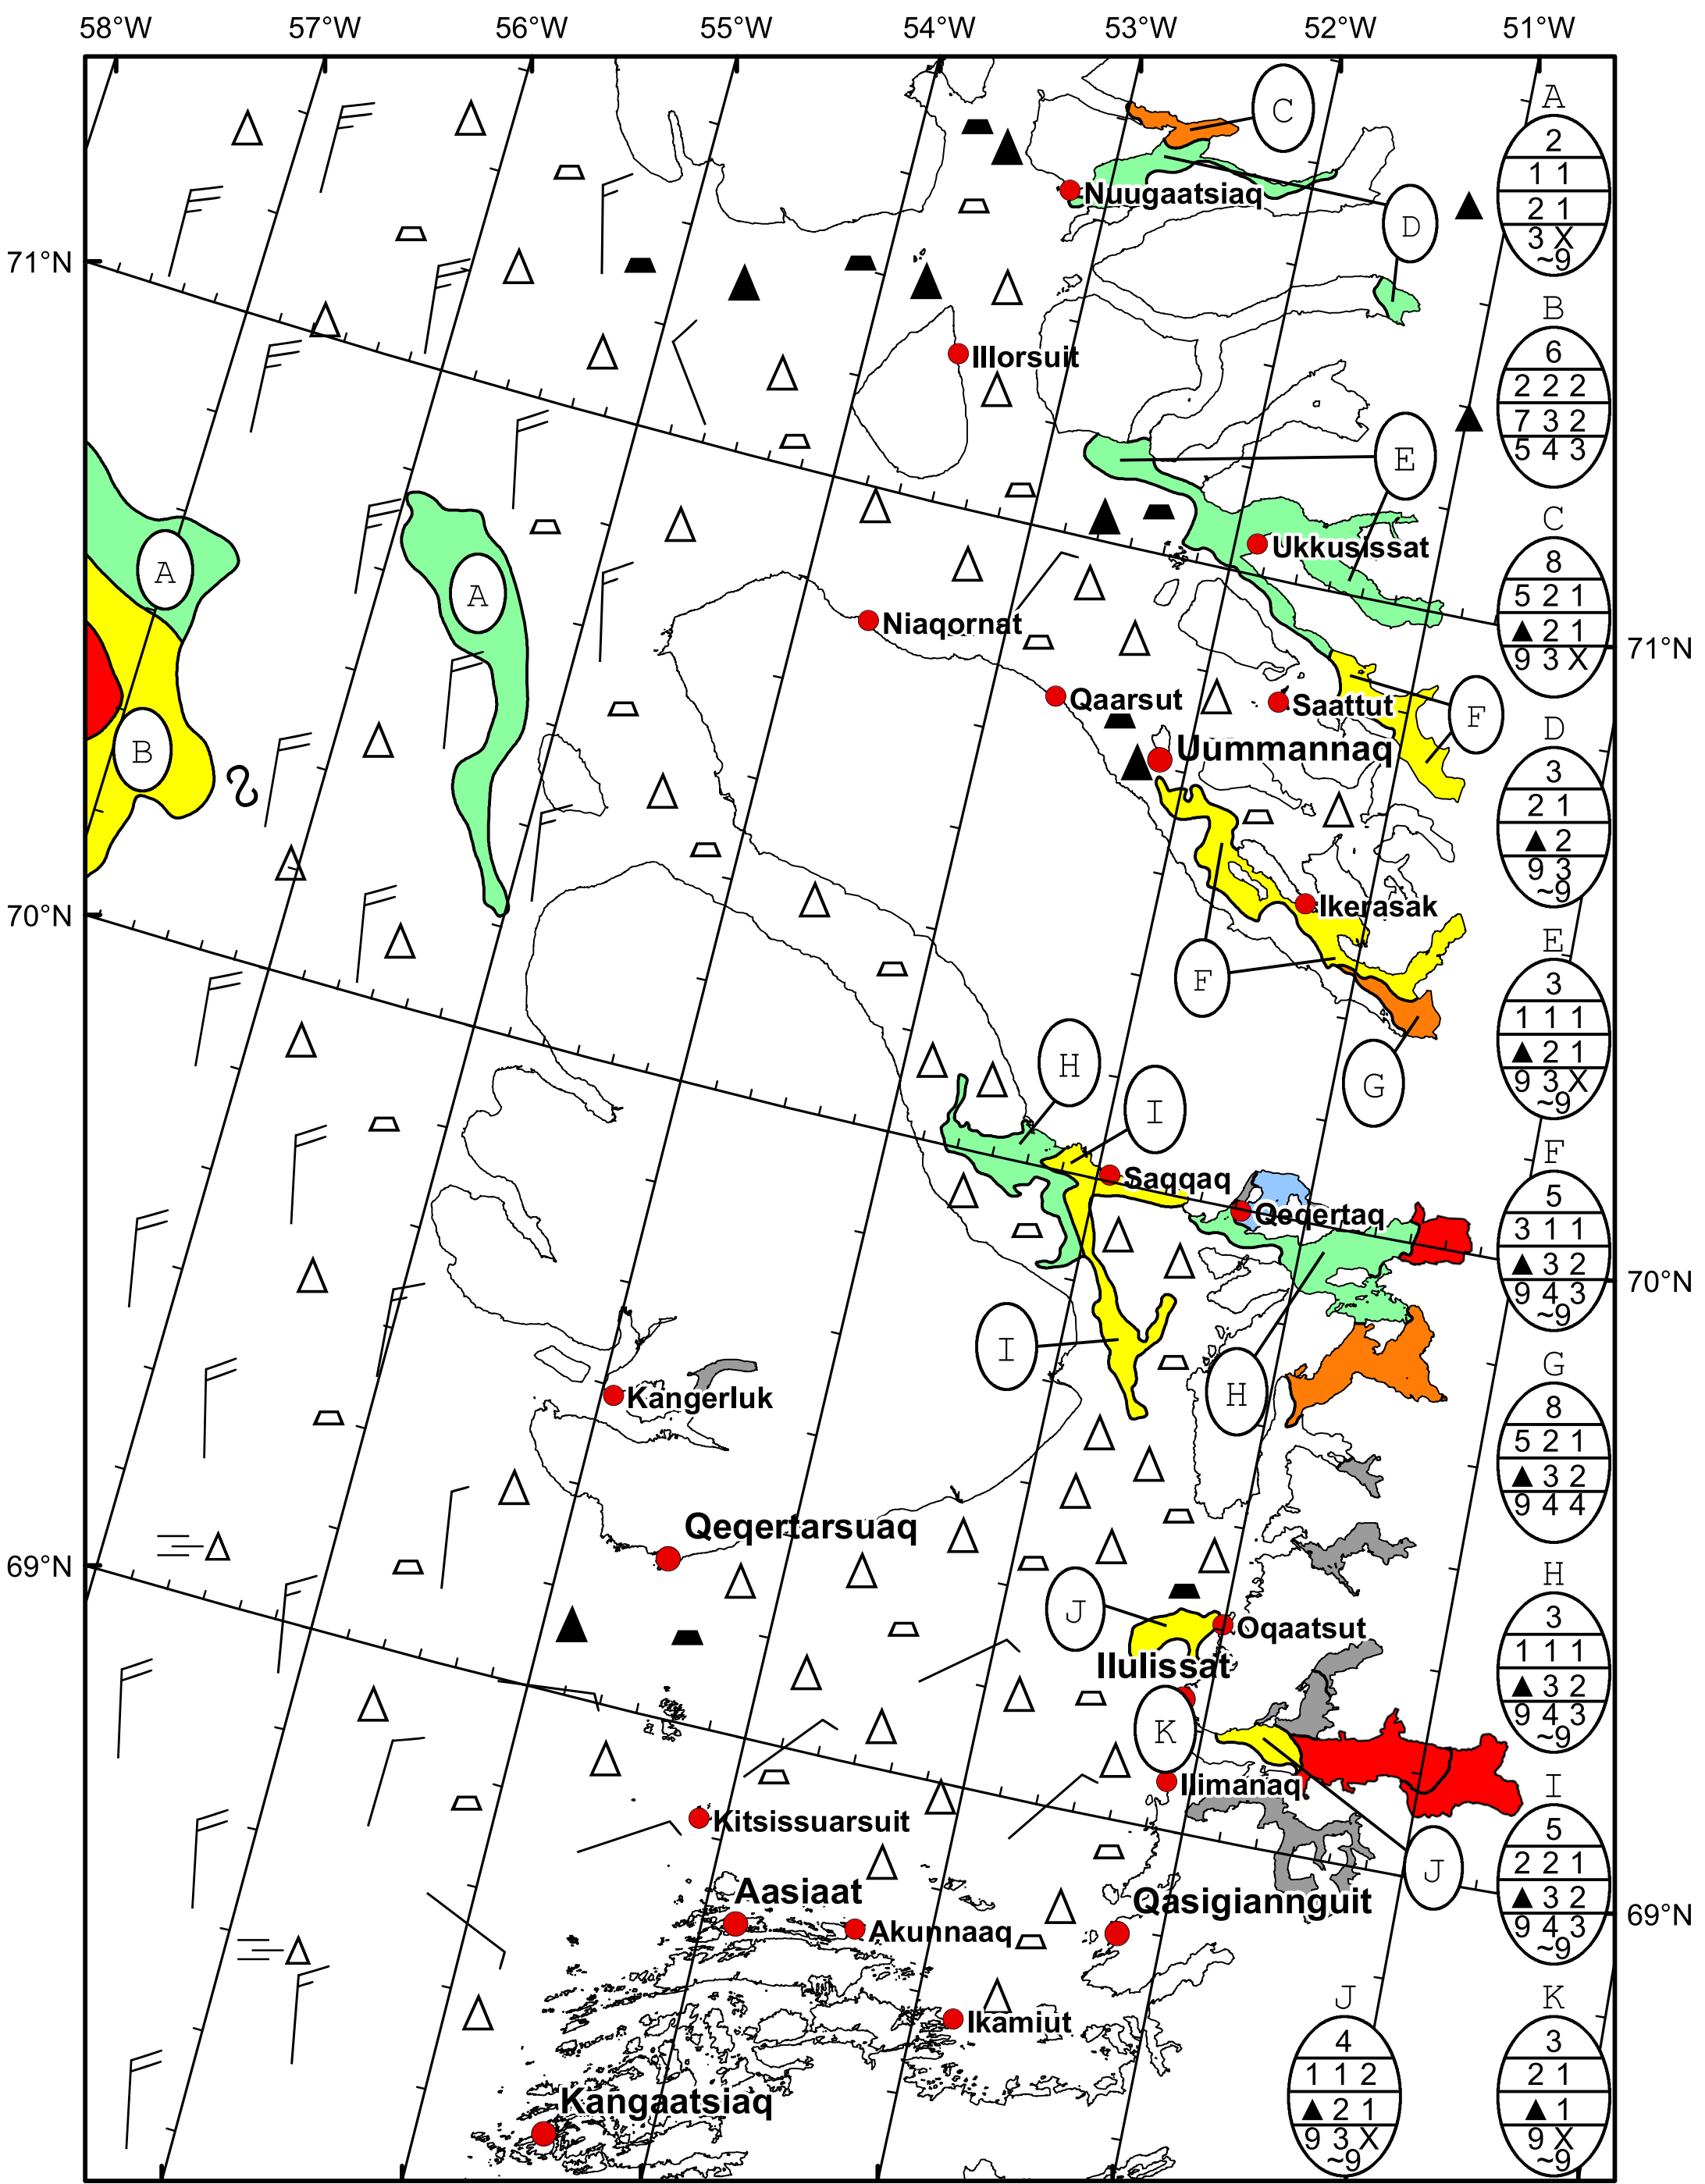 58°W 57°W 56°W 55°W 54°W 53°W 52°W 51°W
A
2
1 1
2 1
3 X
~9
C
Nuugaatsiaq
D
71°N
B
6
2 2 2
7 3 2
5 4 3
Illorsuit
E
C
8
5 2 1
▲ 2 1
9 3 X
Ukkusissat
A
A
Niaqornat
71°N
Qaarsut
Saattut
F
B
Uummannaq
D
3
2 1
▲ 2
9 3
~9
Ikerasak
70°N
F
E
3
1 1 1
▲ 2 1
9 3 X
~9
G
H
I
Saqqaq
Qeqertaq
F
5
3 1 1
▲ 3 2
9 4 3
~9
70°N
I
H
Kangerluk
G
8
5 2 1
▲ 3 2
9 4 4
Qeqertarsuaq
69°N
J
Oqaatsut
H
3
1 1 1
▲ 3 2
9 4 3
~9
Ilulissat
K
Ilimanaq
Kitsissuarsuit
I
5
2 2 1
▲ 3 2
9 4 3
~9
J
Aasiaat
Akunnaaq
Qasigiannguit
69°N
Ikamiut
Kangaatsiaq
J
4
1 1 2
▲ 2 1
9 3 X
~9
K
3
2 1
▲ 1
9 X
~9